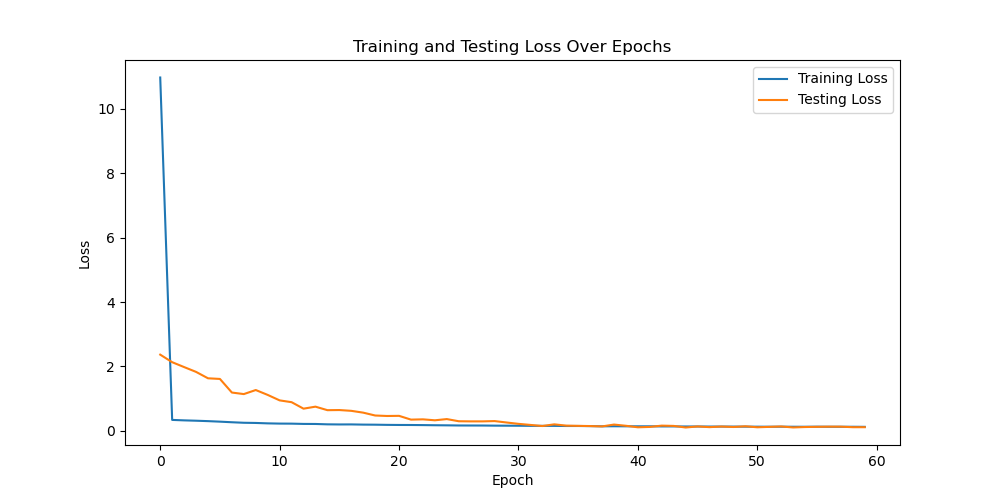 Training and Testing Loss Over Epochs
Training Loss
Testing Loss
10
8
6
4
2
0
Loss
0 10 20 30 40 50 60
Epoch